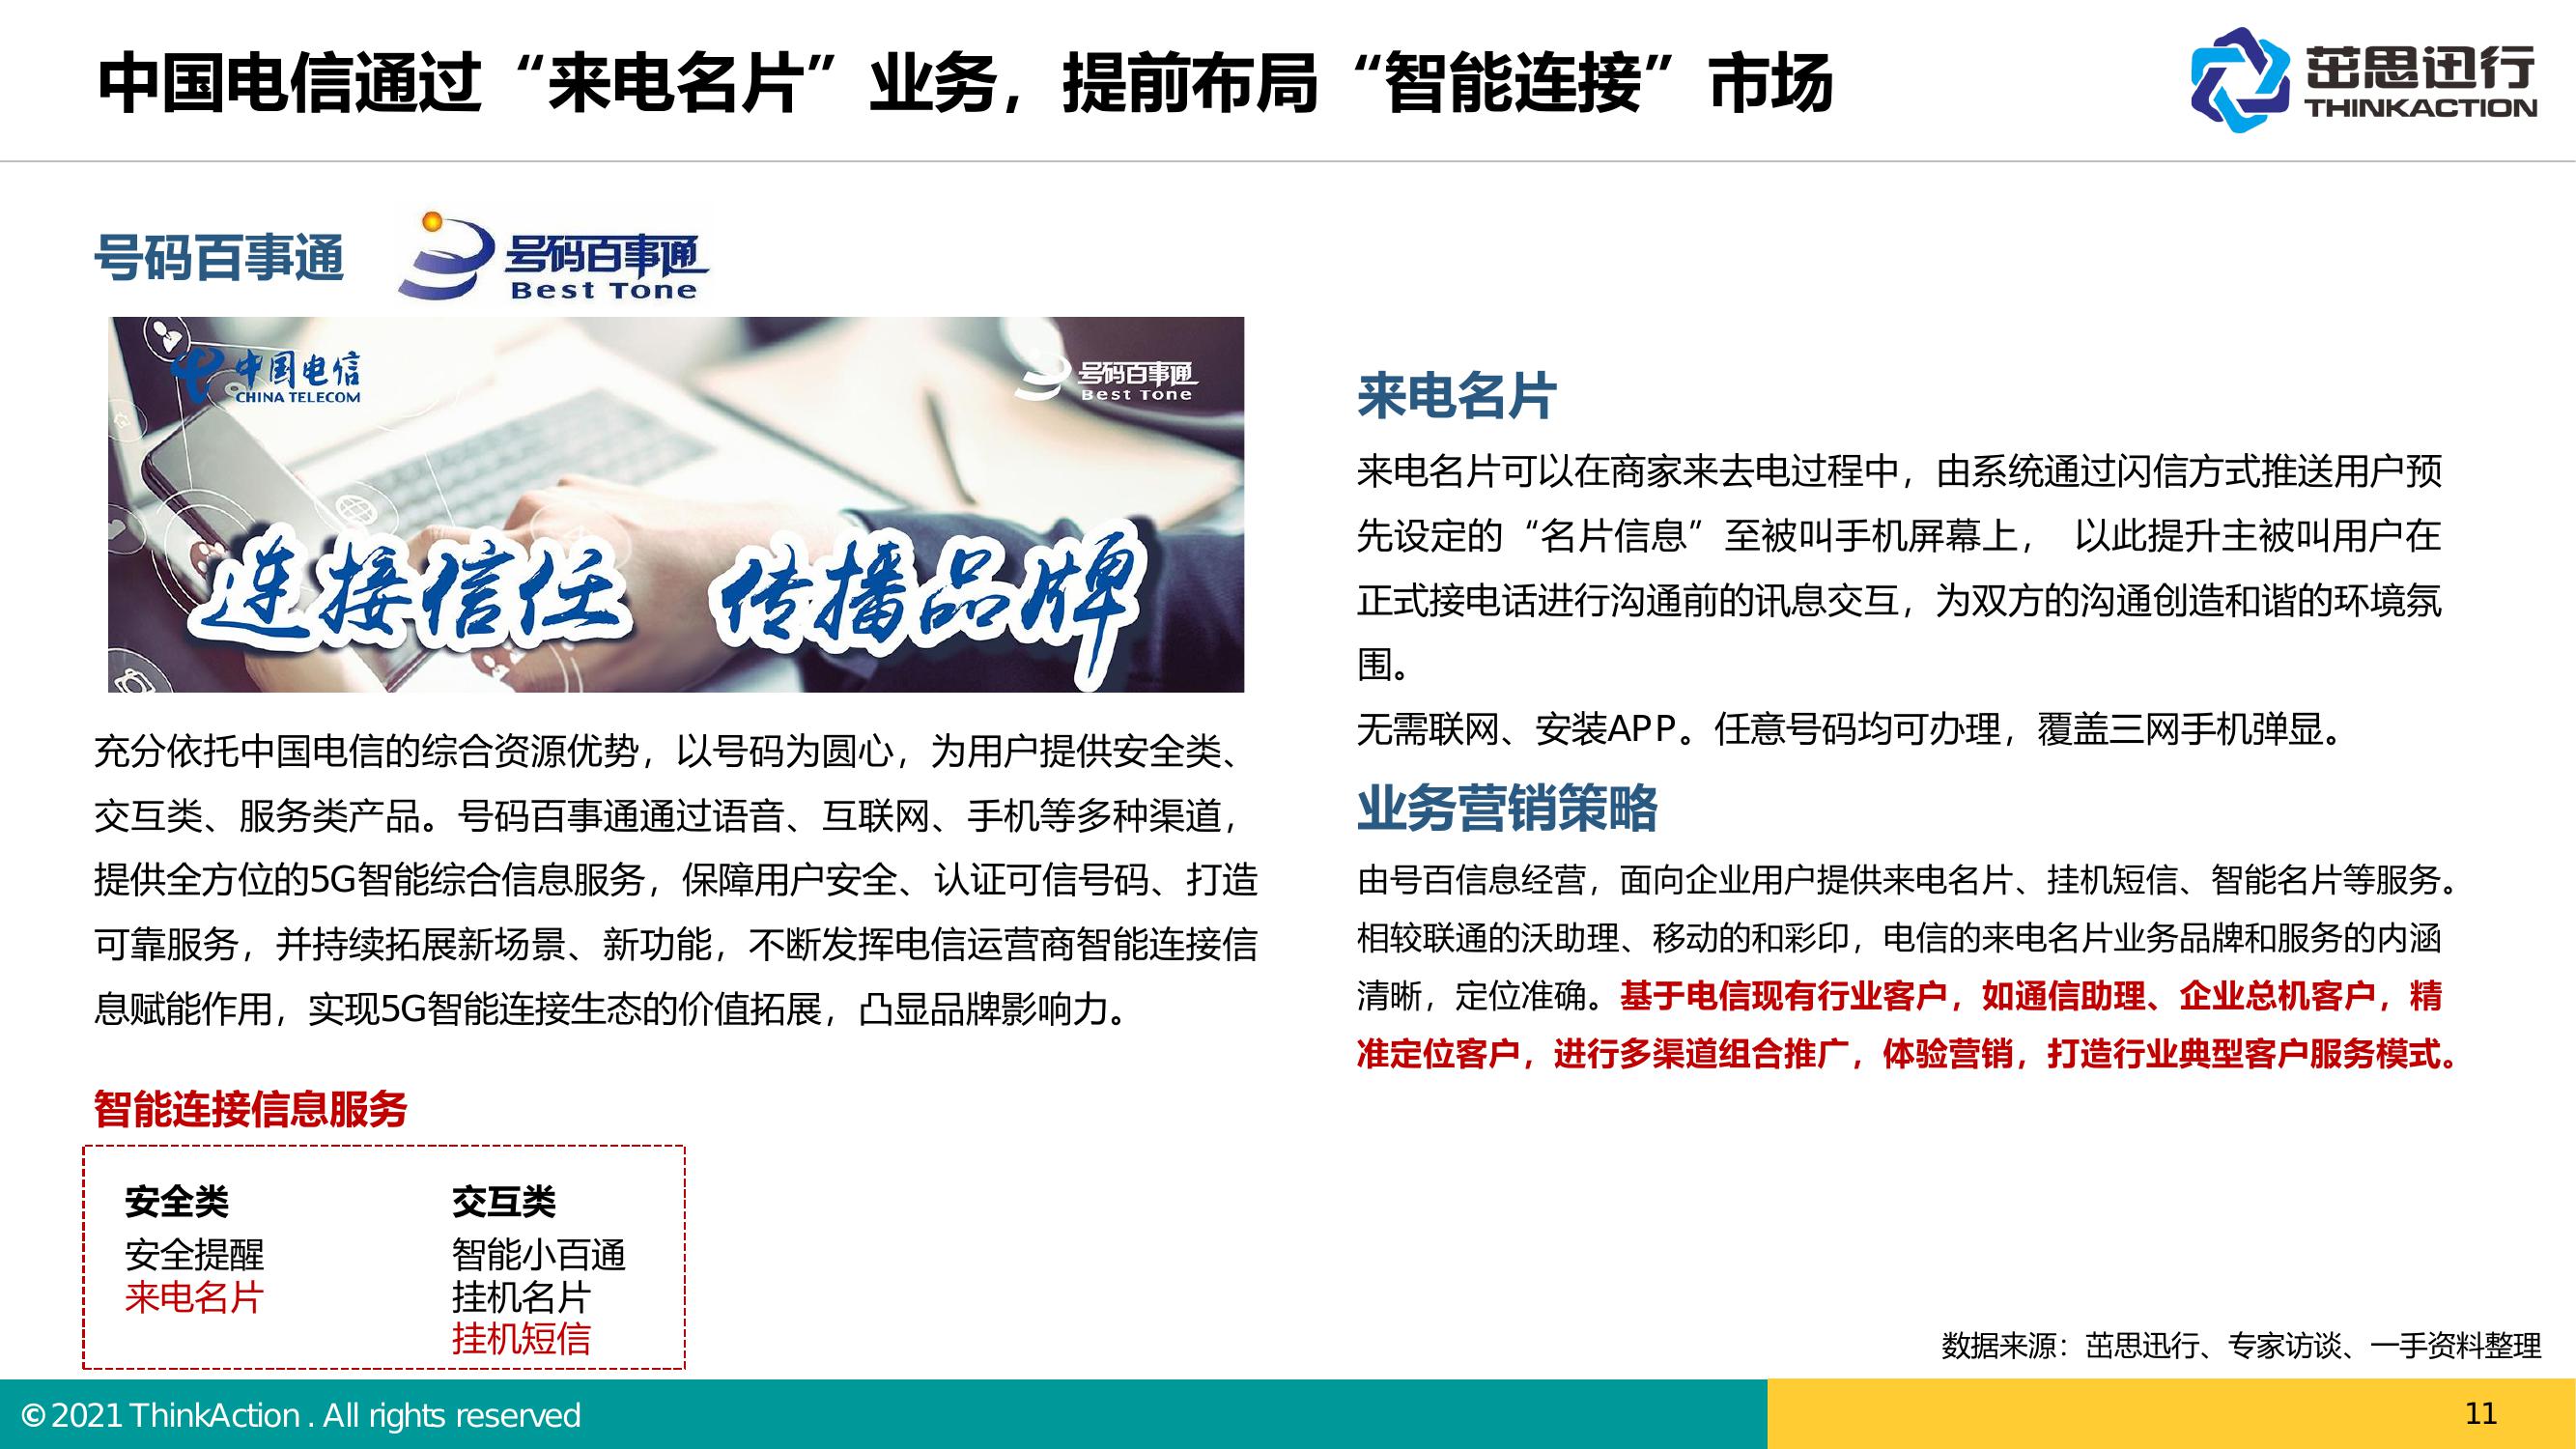 中国电信通过“来电名片”业务，提前布局“智能连接”市场
茁思迅行
THINKACTION
号码百事通
号码百事通
Best Tone
中国电信
CHINA TELECOM
号码百事通
Best Tone
连接信任 传播品牌
充分依托中国电信的综合资源优势，以号码为圆心，为用户提供安全类、
交互类、服务类产品。号码百事通通过语音、互联网、手机等多种渠道，
提供全方位的5G智能综合信息服务，保障用户安全、认证可信号码、打造
可靠服务，并持续拓展新场景、新功能，不断发挥电信运营商智能连接信
息赋能作用，实现5G智能连接生态的价值拓展，凸显品牌影响力。
智能连接信息服务
安全类
安全提醒
来电名片
交互类
智能小百通
挂机名片
挂机短信
来电名片
来电名片可以在商家来去电过程中，由系统通过闪信方式推送用户预
先设定的“名片信息”至被叫手机屏幕上， 以此提升主被叫用户在
正式接电话进行沟通前的讯息交互，为双方的沟通创造和谐的环境氛
围。
无需联网、安装APP。任意号码均可办理，覆盖三网手机弹显。
业务营销策略
由号百信息经营，面向企业用户提供来电名片、挂机短信、智能名片等服务。
相较联通的沃助理、移动的和彩印，电信的来电名片业务品牌和服务的内涵
清晰，定位准确。基于电信现有行业客户，如通信助理、企业总机客户，精
准定位客户，进行多渠道组合推广，体验营销，打造行业典型客户服务模式。
数据来源：茁思迅行、专家访谈、一手资料整理
© 2021 ThinkAction . All rights reserved
11